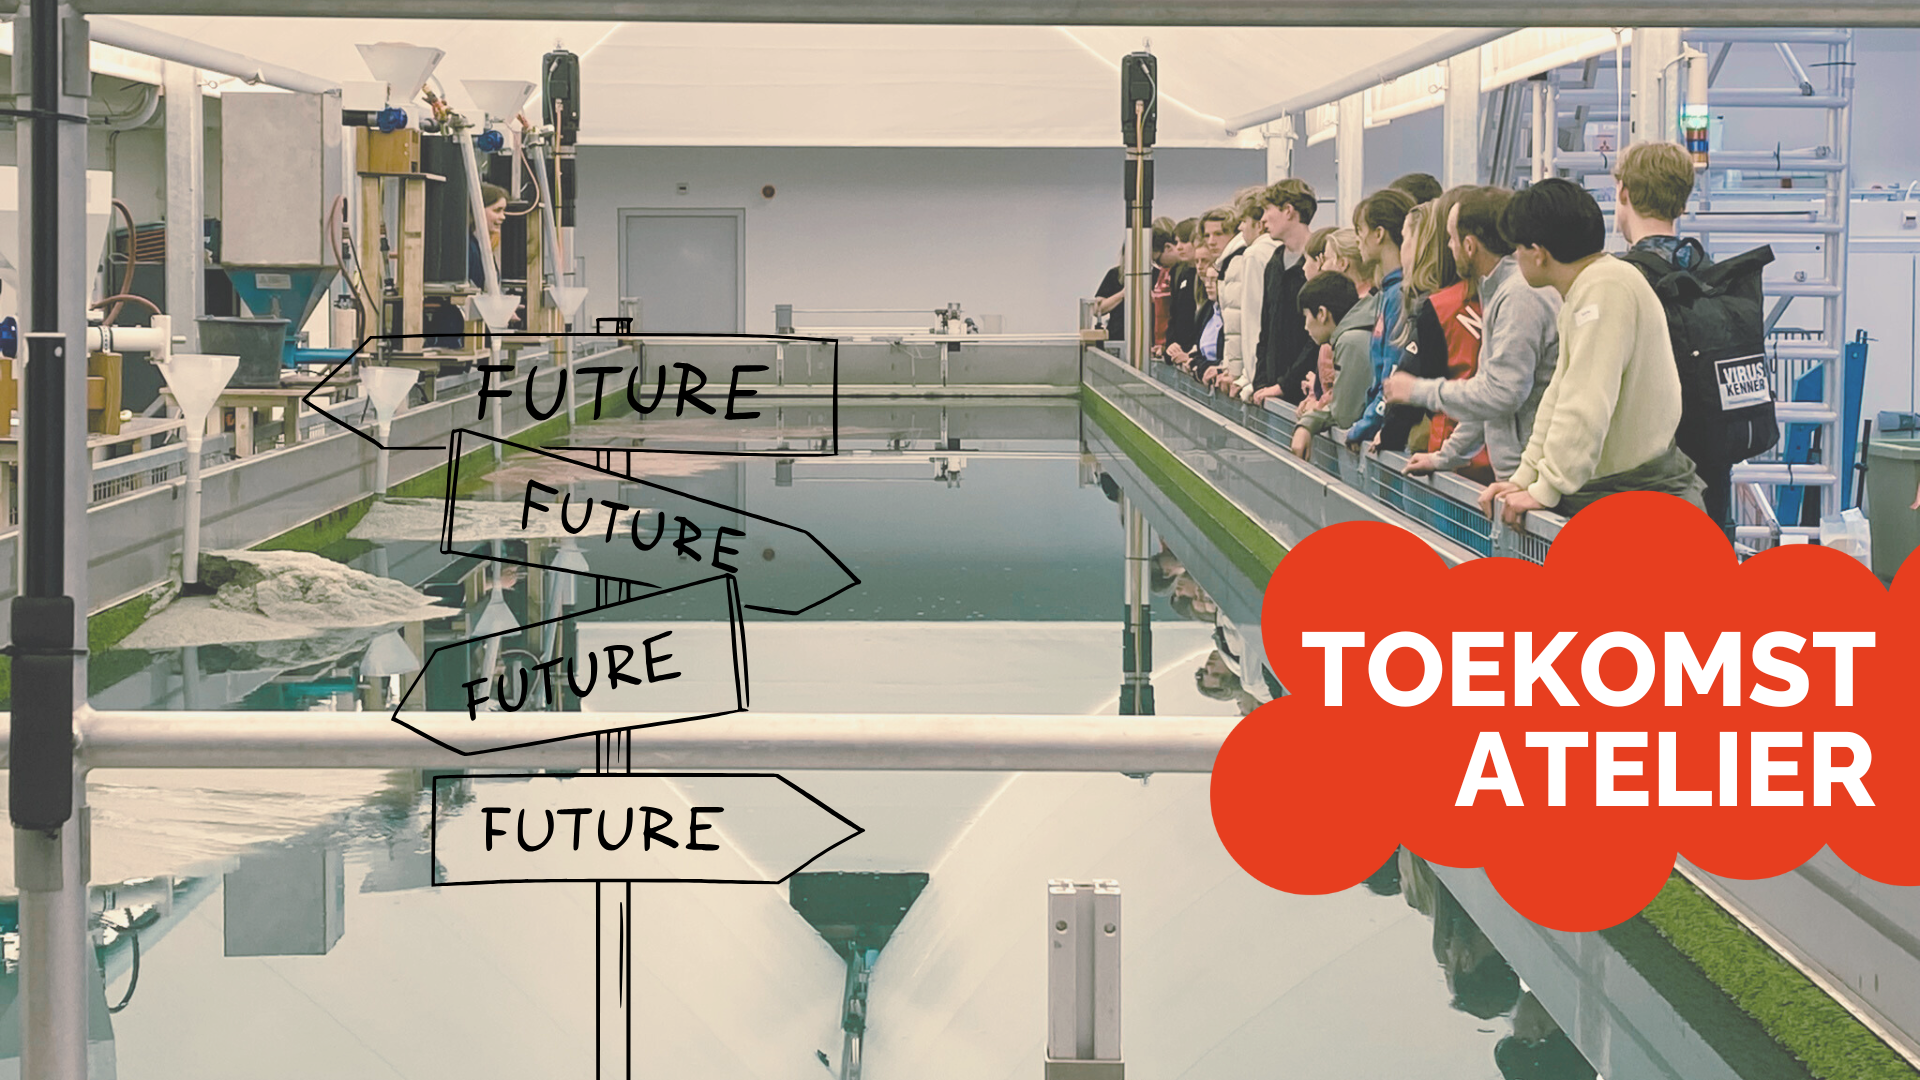 FUTURE
FUTURE
FUTURE
FUTURE
VIRUS
KENNER
N
TOEKOMST
ATELIER